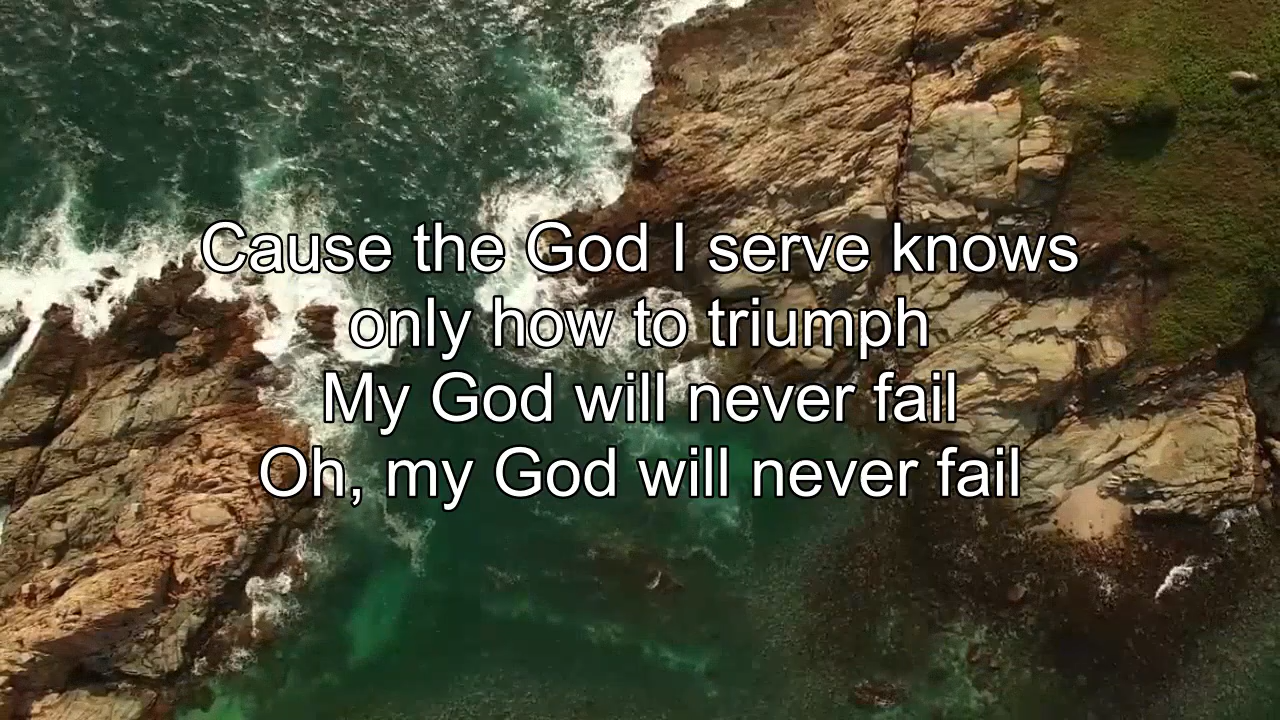 Cause the God I serve knows
only how to triumph
My God will never fail
Oh, my God will never fail